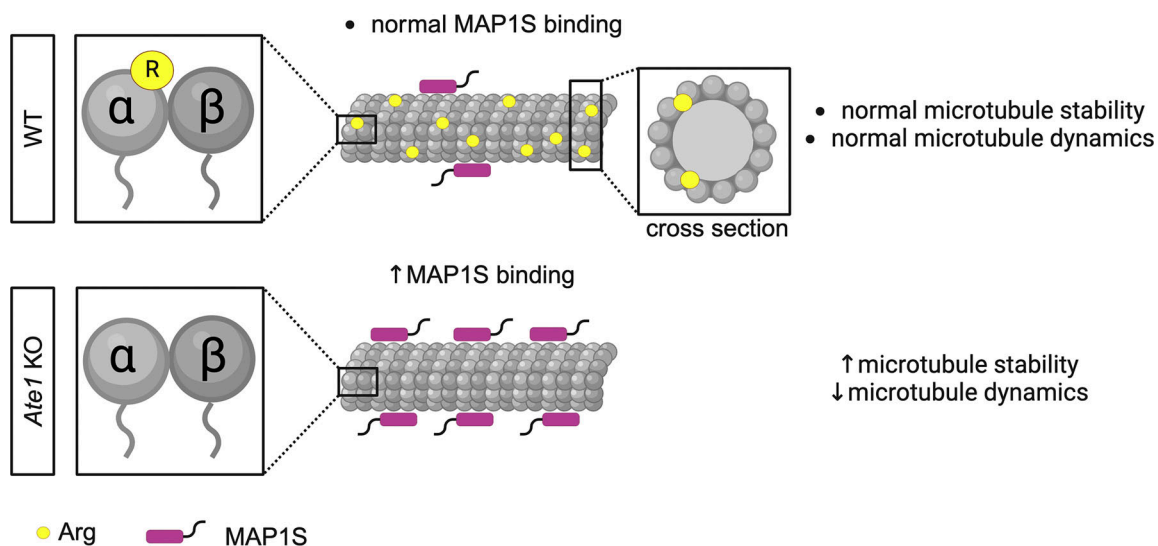 • normal MAP1S binding
WT
R
α β
• normal microtubule stability
• normal microtubule dynamics
cross section
↑MAP1S binding
Ate1 KO
α β
↑microtubule stability
↓microtubule dynamics
Arg
MAP1S